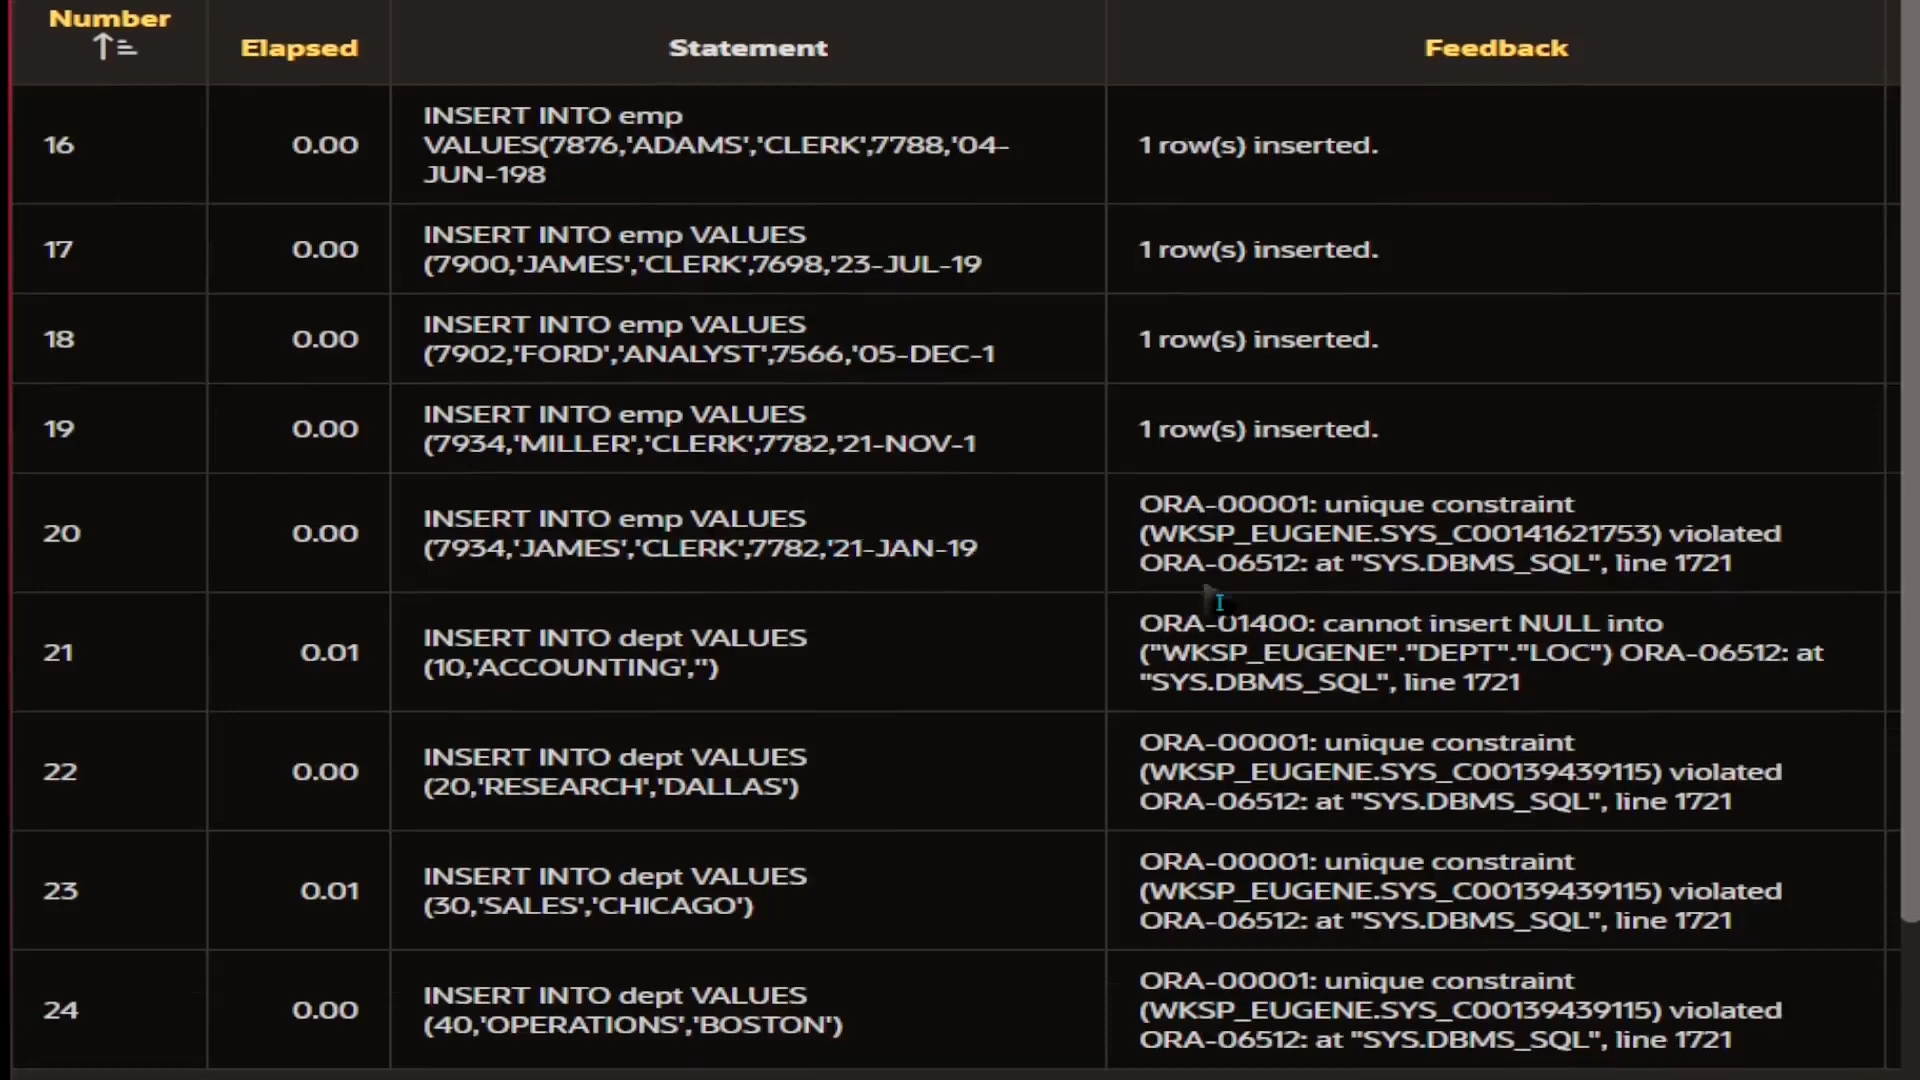 Number
Elapsed
Statement
Feedback
16
0.00
INSERT INTO emp
VALUES(7876,'ADAMS','CLERK',7788,'04-
JUN-198
1 row(s) inserted.
17
0.00
INSERT INTO emp VALUES
(7900,'JAMES','CLERK',7698,'23-JUL-19
1 row(s) inserted.
18
0.00
INSERT INTO emp VALUES
(7902,'FORD','ANALYST',7566,'05-DEC-1
1 row(s) inserted.
19
0.00
INSERT INTO emp VALUES
(7934,'MILLER','CLERK',7782,'21-NOV-1
1 row(s) inserted.
20
0.00
INSERT INTO emp VALUES
(7934,'JAMES','CLERK',7782,'21-JAN-19
ORA-00001: unique constraint
(WKSP_EUGENE.SYS_C00141621753) violated
ORA-06512: at "SYS.DBMS_SQL", line 1721
21
0.01
INSERT INTO dept VALUES
(10,'ACCOUNTING','')
ORA-01400: cannot insert NULL into
("WKSP_EUGENE"."DEPT"."LOC") ORA-06512: at
"SYS.DBMS_SQL", line 1721
22
0.00
INSERT INTO dept VALUES
(20,'RESEARCH','DALLAS')
ORA-00001: unique constraint
(WKSP_EUGENE.SYS_C00139439115) violated
ORA-06512: at "SYS.DBMS_SQL", line 1721
23
0.01
INSERT INTO dept VALUES
(30,'SALES','CHICAGO')
ORA-00001: unique constraint
(WKSP_EUGENE.SYS_C00139439115) violated
ORA-06512: at "SYS.DBMS_SQL", line 1721
24
0.00
INSERT INTO dept VALUES
(40,'OPERATIONS','BOSTON')
ORA-00001: unique constraint
(WKSP_EUGENE.SYS_C00139439115) violated
ORA-06512: at "SYS.DBMS_SQL", line 1721